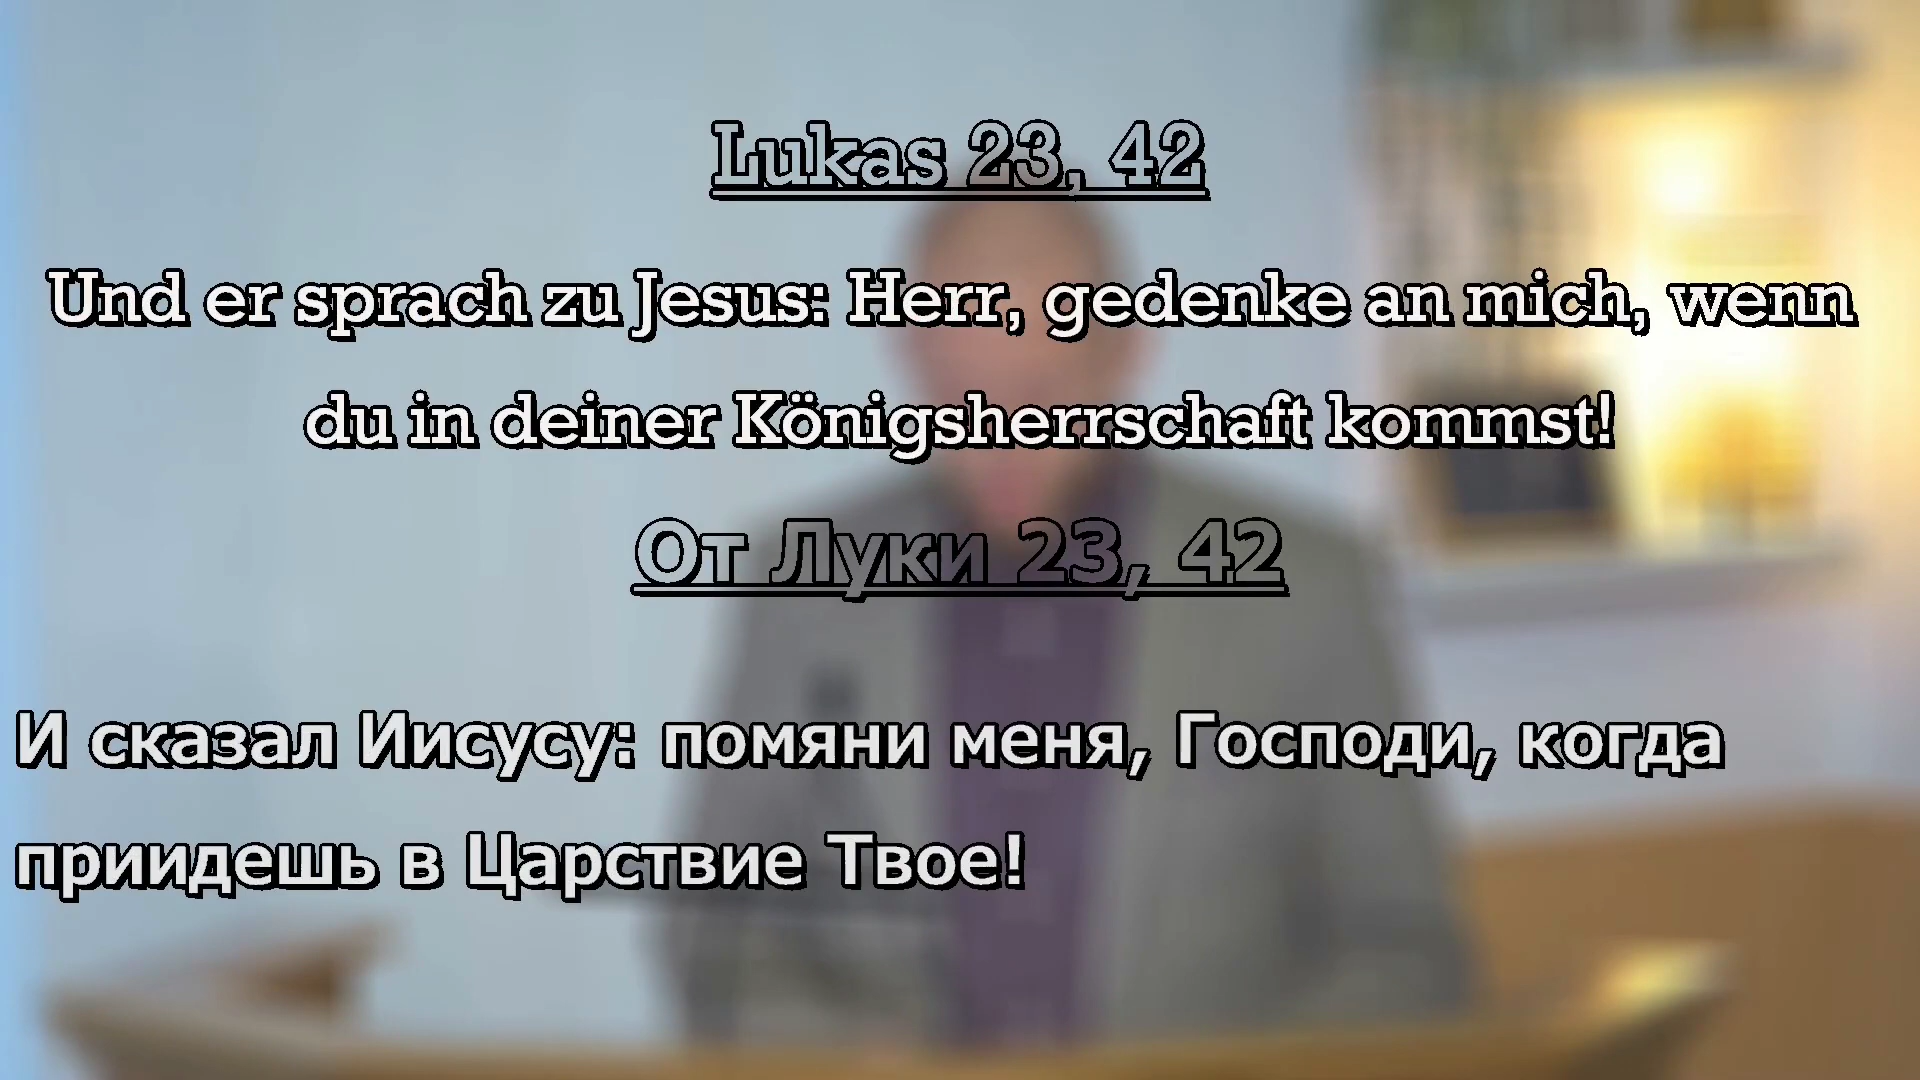 Lukas 23, 42
Und er sprach zu Jesus: Herr, gedenke an mich, wenn
du in deiner Königsherrschaft kommst!
От Луки 23, 42
И сказал Иисусу: помяни меня, Господи, когда
приидешь в Царствие Твое!